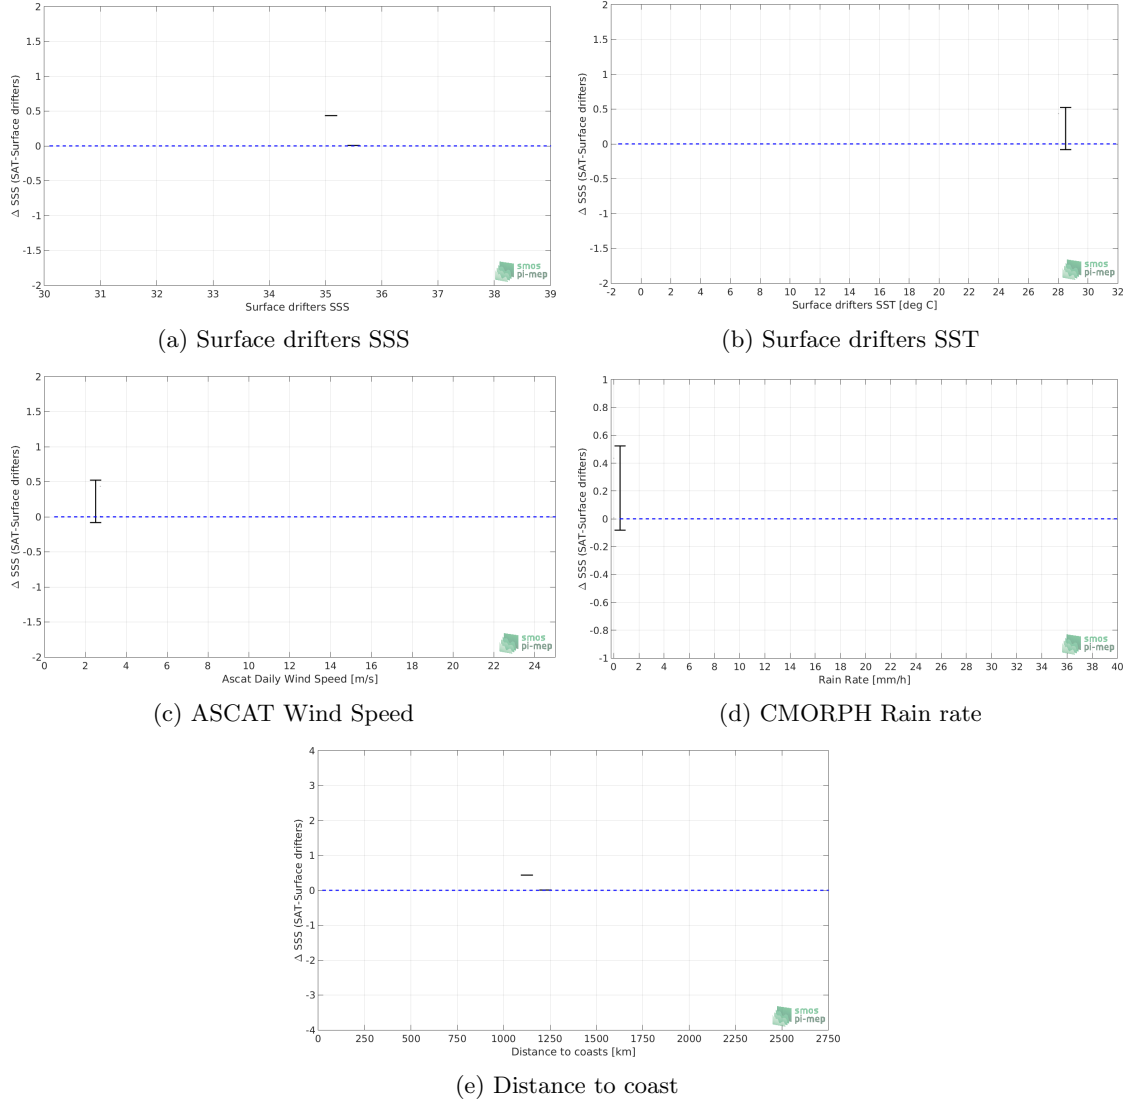 2
1.5
1
0.5
0
-0.5
-1
-1.5
-2
Δ SSS (SAT-Surface drifters)
30 31 32 33 34 35 36 37 38 39
Surface drifters SSS
smos
pi-mep
(a) Surface drifters SSS
2
1.5
1
0.5
0
-0.5
-1
-1.5
-2
Δ SSS (SAT-Surface drifters)
-2 0 2 4 6 8 10 12 14 16 18 20 22 24 26 28 30 32
Surface drifters SST [deg C]
smos
pi-mep
(b) Surface drifters SST
2
1.5
1
0.5
0
-0.5
-1
-1.5
-2
Δ SSS (SAT-Surface drifters)
0 2 4 6 8 10 12 14 16 18 20 22 24
Ascat Daily Wind Speed [m/s]
smos
pi-mep
(c) ASCAT Wind Speed
1
0.8
0.6
0.4
0.2
0
-0.2
-0.4
-0.6
-0.8
-1
Δ SSS (SAT-Surface drifters)
0 2 4 6 8 10 12 14 16 18 20 22 24 26 28 30 32 34 36 38 40
Rain Rate [mm/h]
smos
pi-mep
(d) CMORPH Rain rate
4
3
2
1
0
-1
-2
-3
-4
Δ SSS (SAT-Surface drifters)
0 250 500 750 1000 1250 1500 1750 2000 2250 2500 2750
Distance to coasts [km]
smos
pi-mep
(e) Distance to coast